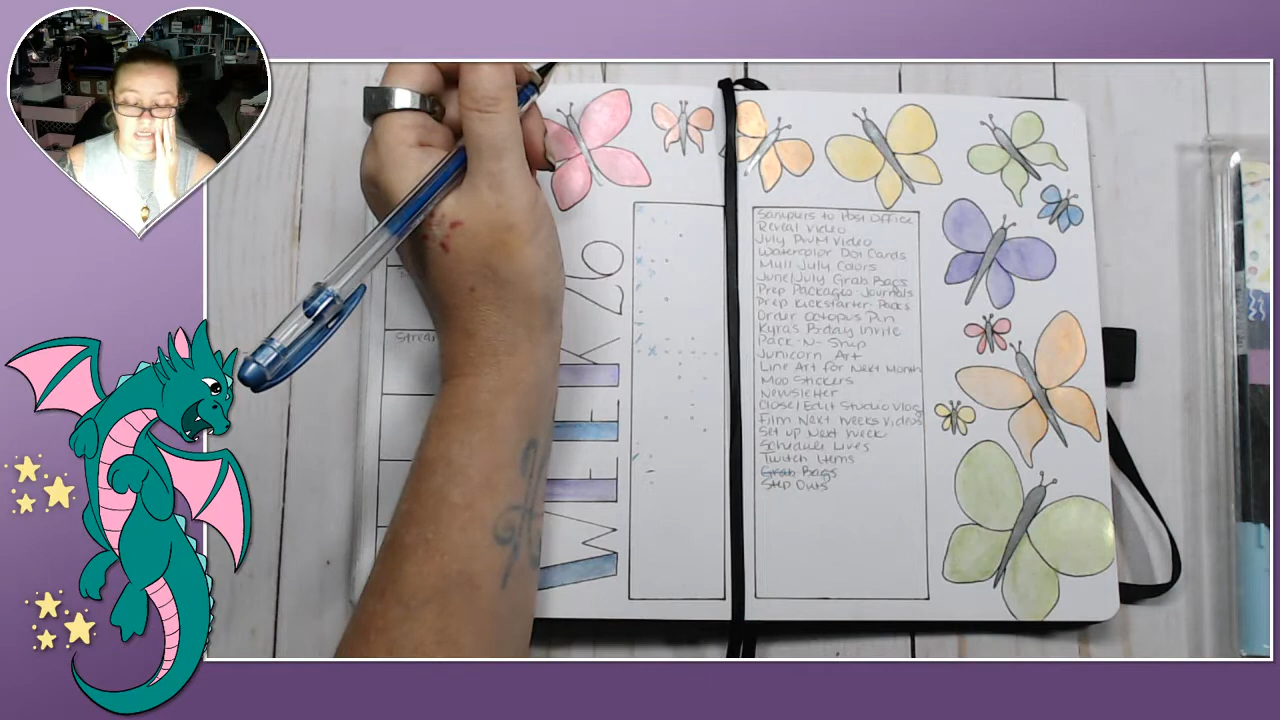 Strea
WEEK 26
Samplers to Post Office
Reveal Video
July PWM Video
Watercolor Dot Cards
Mull July Colors
June/July Grab Bags
Prep Packages-Journals
Prep Kickstarter-Packs
Order Octopus Pin
Kyras B-day Invite
Pack-N-Ship
Junicorn Art
Line Art for Next Month
Moo Stickers
Newsletter
Close/Edit Studio Vlog
Film Next Weeks Videos
Set up Next Week
Schedule Lives
Twitch Items
Grab Bags
Step Outs